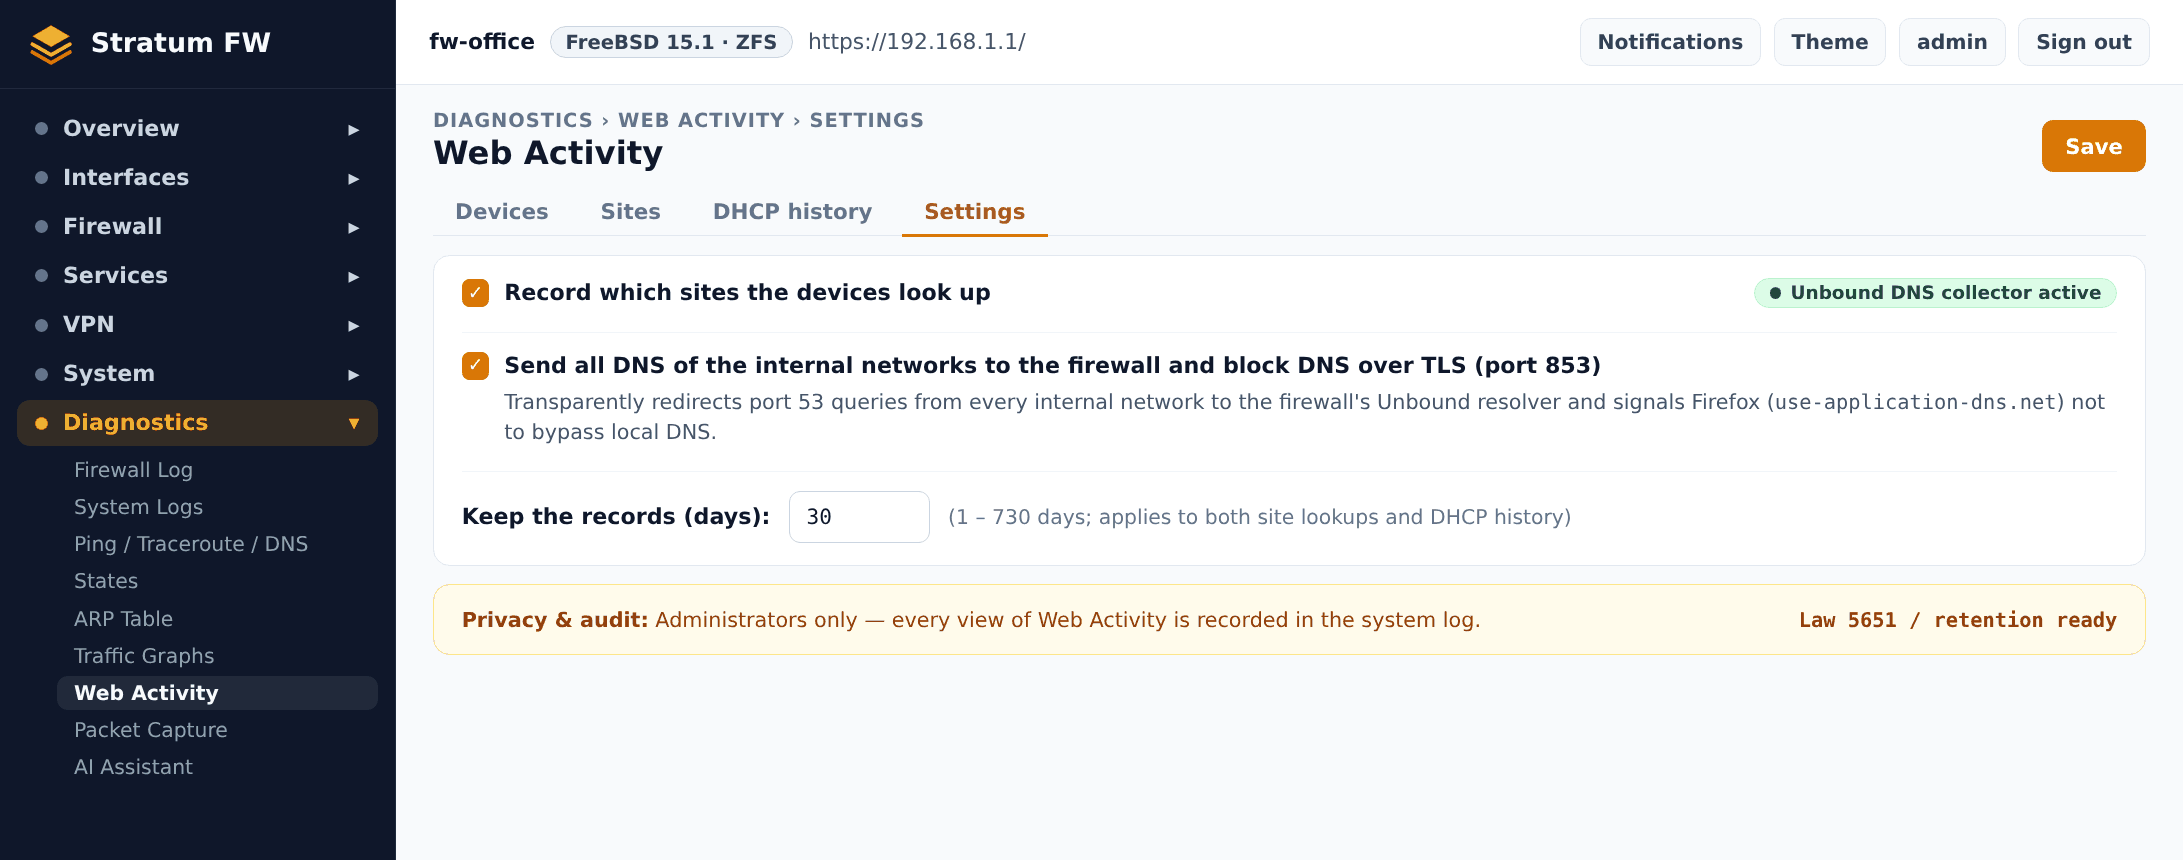 Stratum FW
fw-office
FreeBSD 15.1 · ZFS
https://192.168.1.1/
Notifications
Theme
admin
Sign out
Overview
Interfaces
Firewall
Services
VPN
System
Diagnostics
Firewall Log
System Logs
Ping / Traceroute / DNS
States
ARP Table
Traffic Graphs
Web Activity
Packet Capture
AI Assistant
DIAGNOSTICS › WEB ACTIVITY › SETTINGS
Web Activity
Save
Devices
Sites
DHCP history
Settings
Record which sites the devices look up
Unbound DNS collector active
Send all DNS of the internal networks to the firewall and block DNS over TLS (port 853)
Transparently redirects port 53 queries from every internal network to the firewall's Unbound resolver and signals Firefox (use-application-dns.net) not
to bypass local DNS.
Keep the records (days): 30 (1 – 730 days; applies to both site lookups and DHCP history)
Privacy & audit: Administrators only — every view of Web Activity is recorded in the system log.
Law 5651 / retention ready